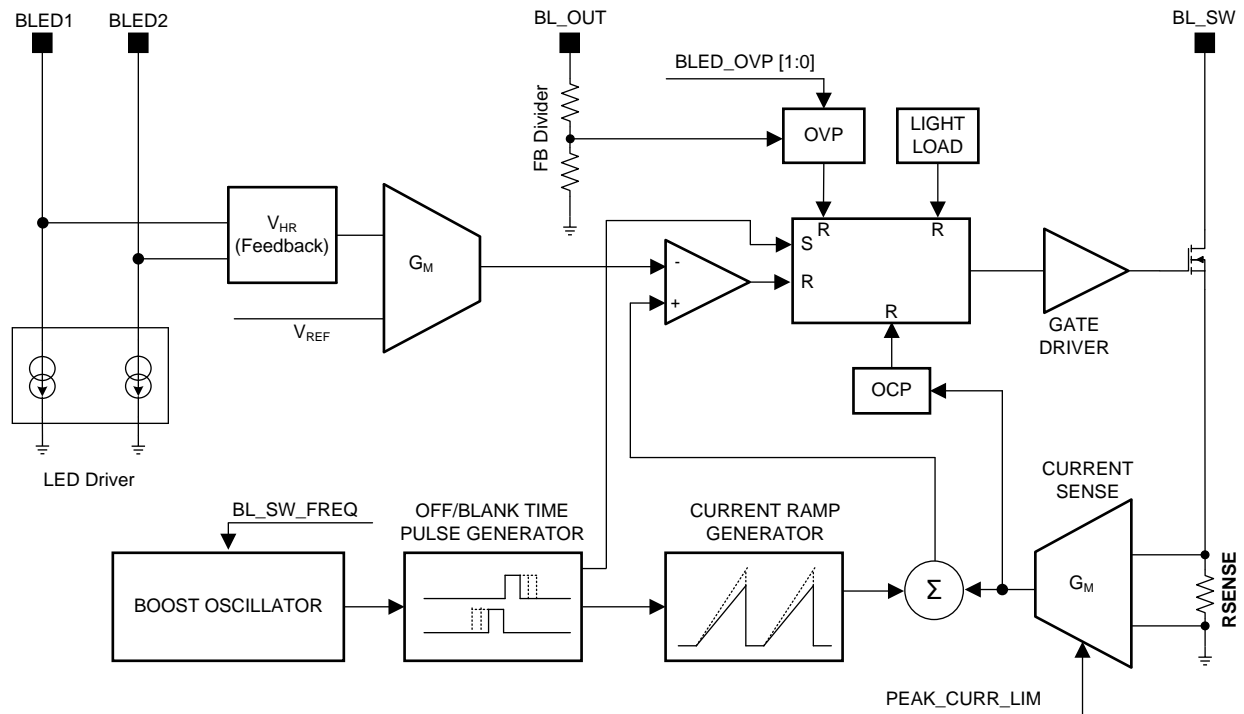 BLED1
BLED2
BL_OUT
BL_SW
BLED_OVP [1:0]
FB Divider
OVP
LIGHT
LOAD
VHR
(Feedback)
GM
VREF
-
+
S
R
R
R
R
GATE
DRIVER
OCP
LED Driver
CURRENT
SENSE
BL_SW_FREQ
OFF/BLANK TIME
PULSE GENERATOR
CURRENT RAMP
GENERATOR
BOOST OSCILLATOR
Σ
GM
RSENSE
PEAK_CURR_LIM